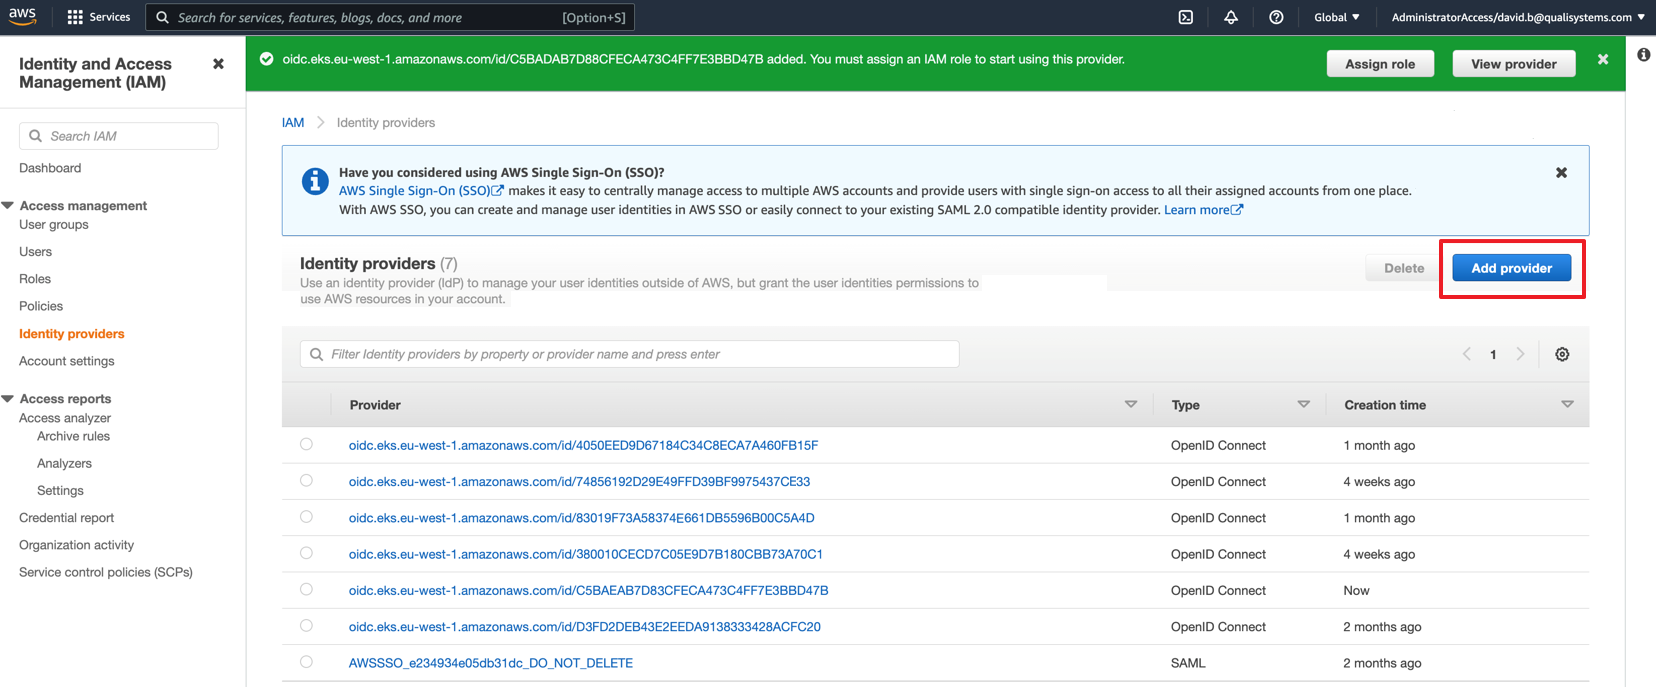 aws
Services
Search for services, features, blogs, docs, and more
[Option+S]
Global
AdministratorAccess/david.b@qualisystems.com
Identity and Access
Management (IAM)
Search IAM
Dashboard
Access management
User groups
Users
Roles
Policies
Identity providers
Account settings
Access reports
Access analyzer
Archive rules
Analyzers
Settings
Credential report
Organization activity
Service control policies (SCPs)
oidc.eks.eu-west-1.amazonaws.com/id/C5BADAB7D88CFECA473C4FF7E3BBD47B added. You must assign an IAM role to start using this provider.
Assign role
View provider
IAM
Identity providers
Have you considered using AWS Single Sign-On (SSO)?
AWS Single Sign-On (SSO) makes it easy to centrally manage access to multiple AWS accounts and provide users with single sign-on access to all their assigned accounts from one place.
With AWS SSO, you can create and manage user identities in AWS SSO or easily connect to your existing SAML 2.0 compatible identity provider. Learn more
Identity providers (7)
Use an identity provider (IdP) to manage your user identities outside of AWS, but grant the user identities permissions to
use AWS resources in your account.
Delete
Add provider
Filter Identity providers by property or provider name and press enter
1
Provider Type Creation time
oidc.eks.eu-west-1.amazonaws.com/id/4050EED9D67184C34C8ECA7A460FB15F OpenID Connect 1 month ago
oidc.eks.eu-west-1.amazonaws.com/id/74856192D29E49FFD39BF9975437CE33 OpenID Connect 4 weeks ago
oidc.eks.eu-west-1.amazonaws.com/id/83019F73A58374E661DB5596B00C5A4D OpenID Connect 1 month ago
oidc.eks.eu-west-1.amazonaws.com/id/380010CECD7C05E9D7B180CBB73A70C1 OpenID Connect 4 weeks ago
oidc.eks.eu-west-1.amazonaws.com/id/C5BAEAB7D83CFECA473C4FF7E3BBD47B OpenID Connect Now
oidc.eks.eu-west-1.amazonaws.com/id/D3FD2DEB43E2EEDA9138333428ACFC20 OpenID Connect 2 months ago
AWSSSO_e234934e05db31dc_DO_NOT_DELETE SAML 2 months ago